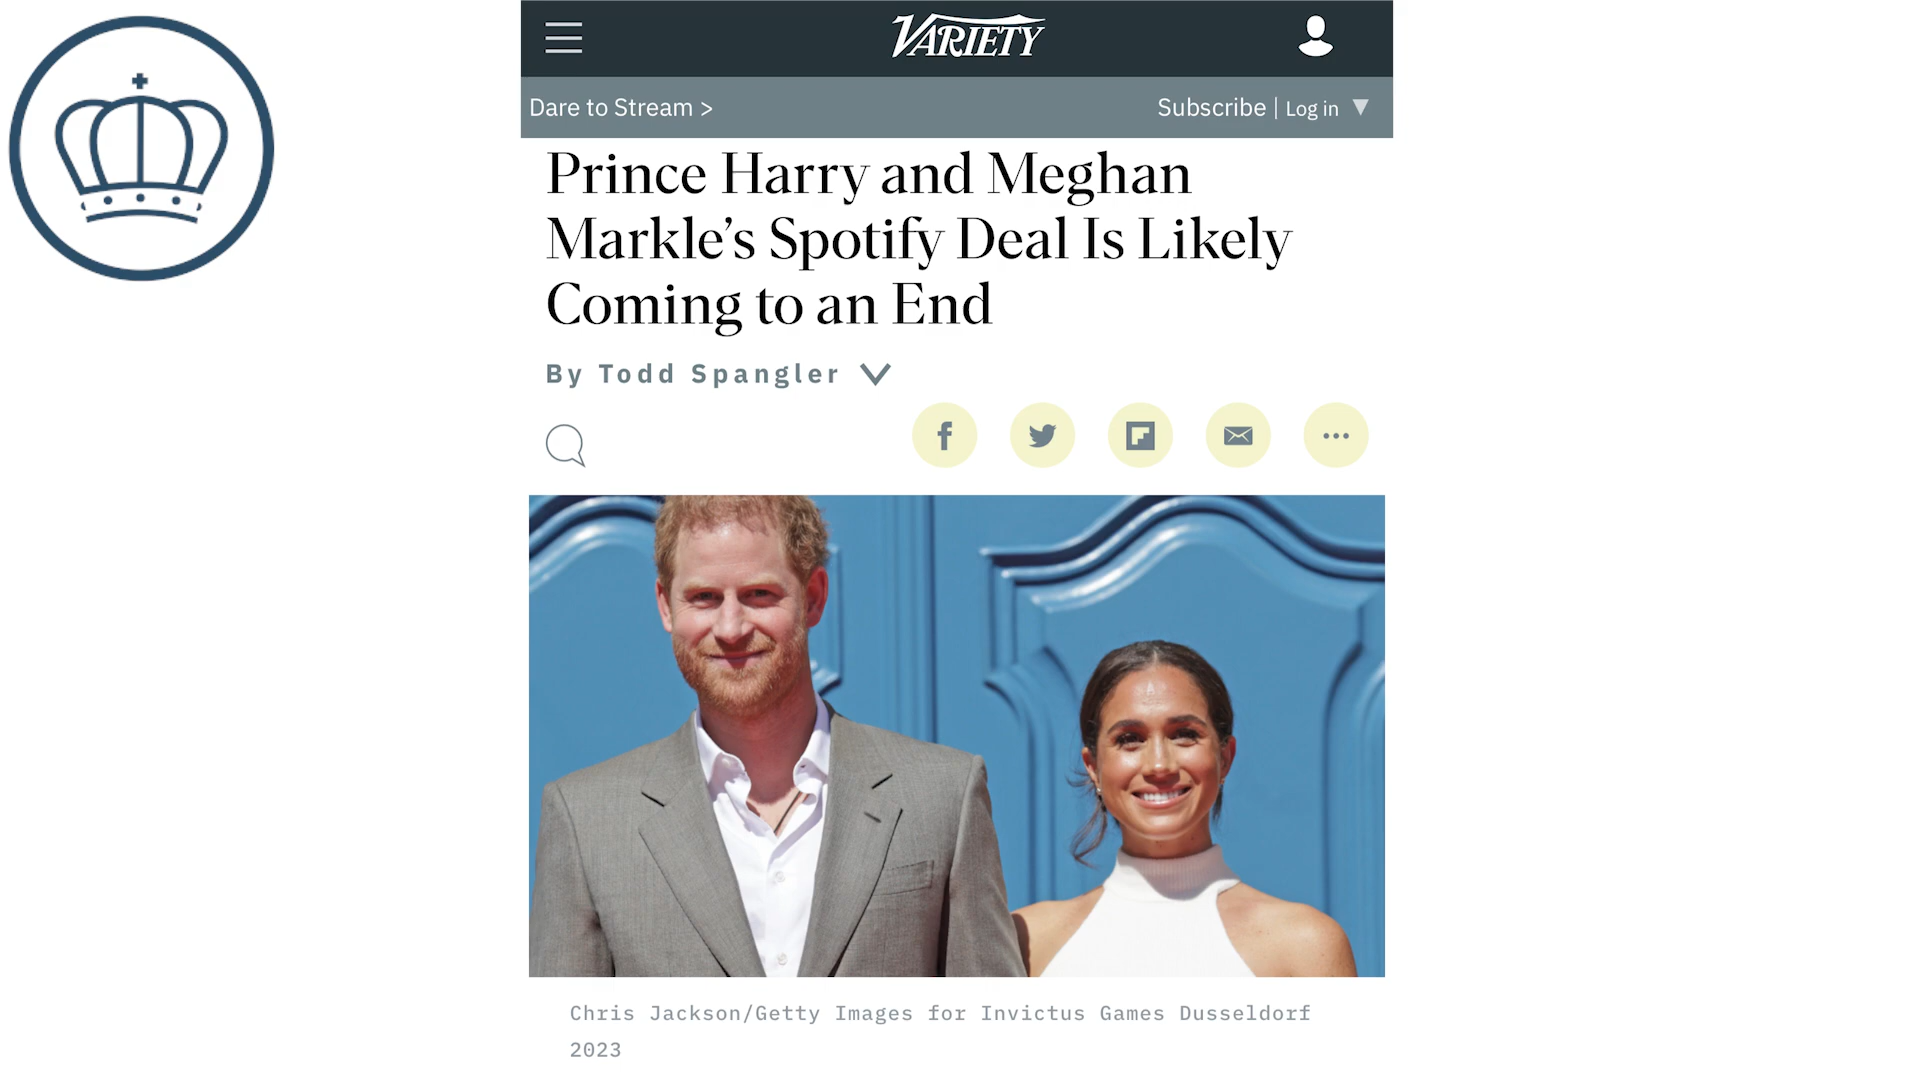 VARIETY
Dare to Stream >
Subscribe | Log in ▼
Prince Harry and Meghan
Markle’s Spotify Deal Is Likely
Coming to an End
By Todd Spangler
Chris Jackson/Getty Images for Invictus Games Dusseldorf
2023